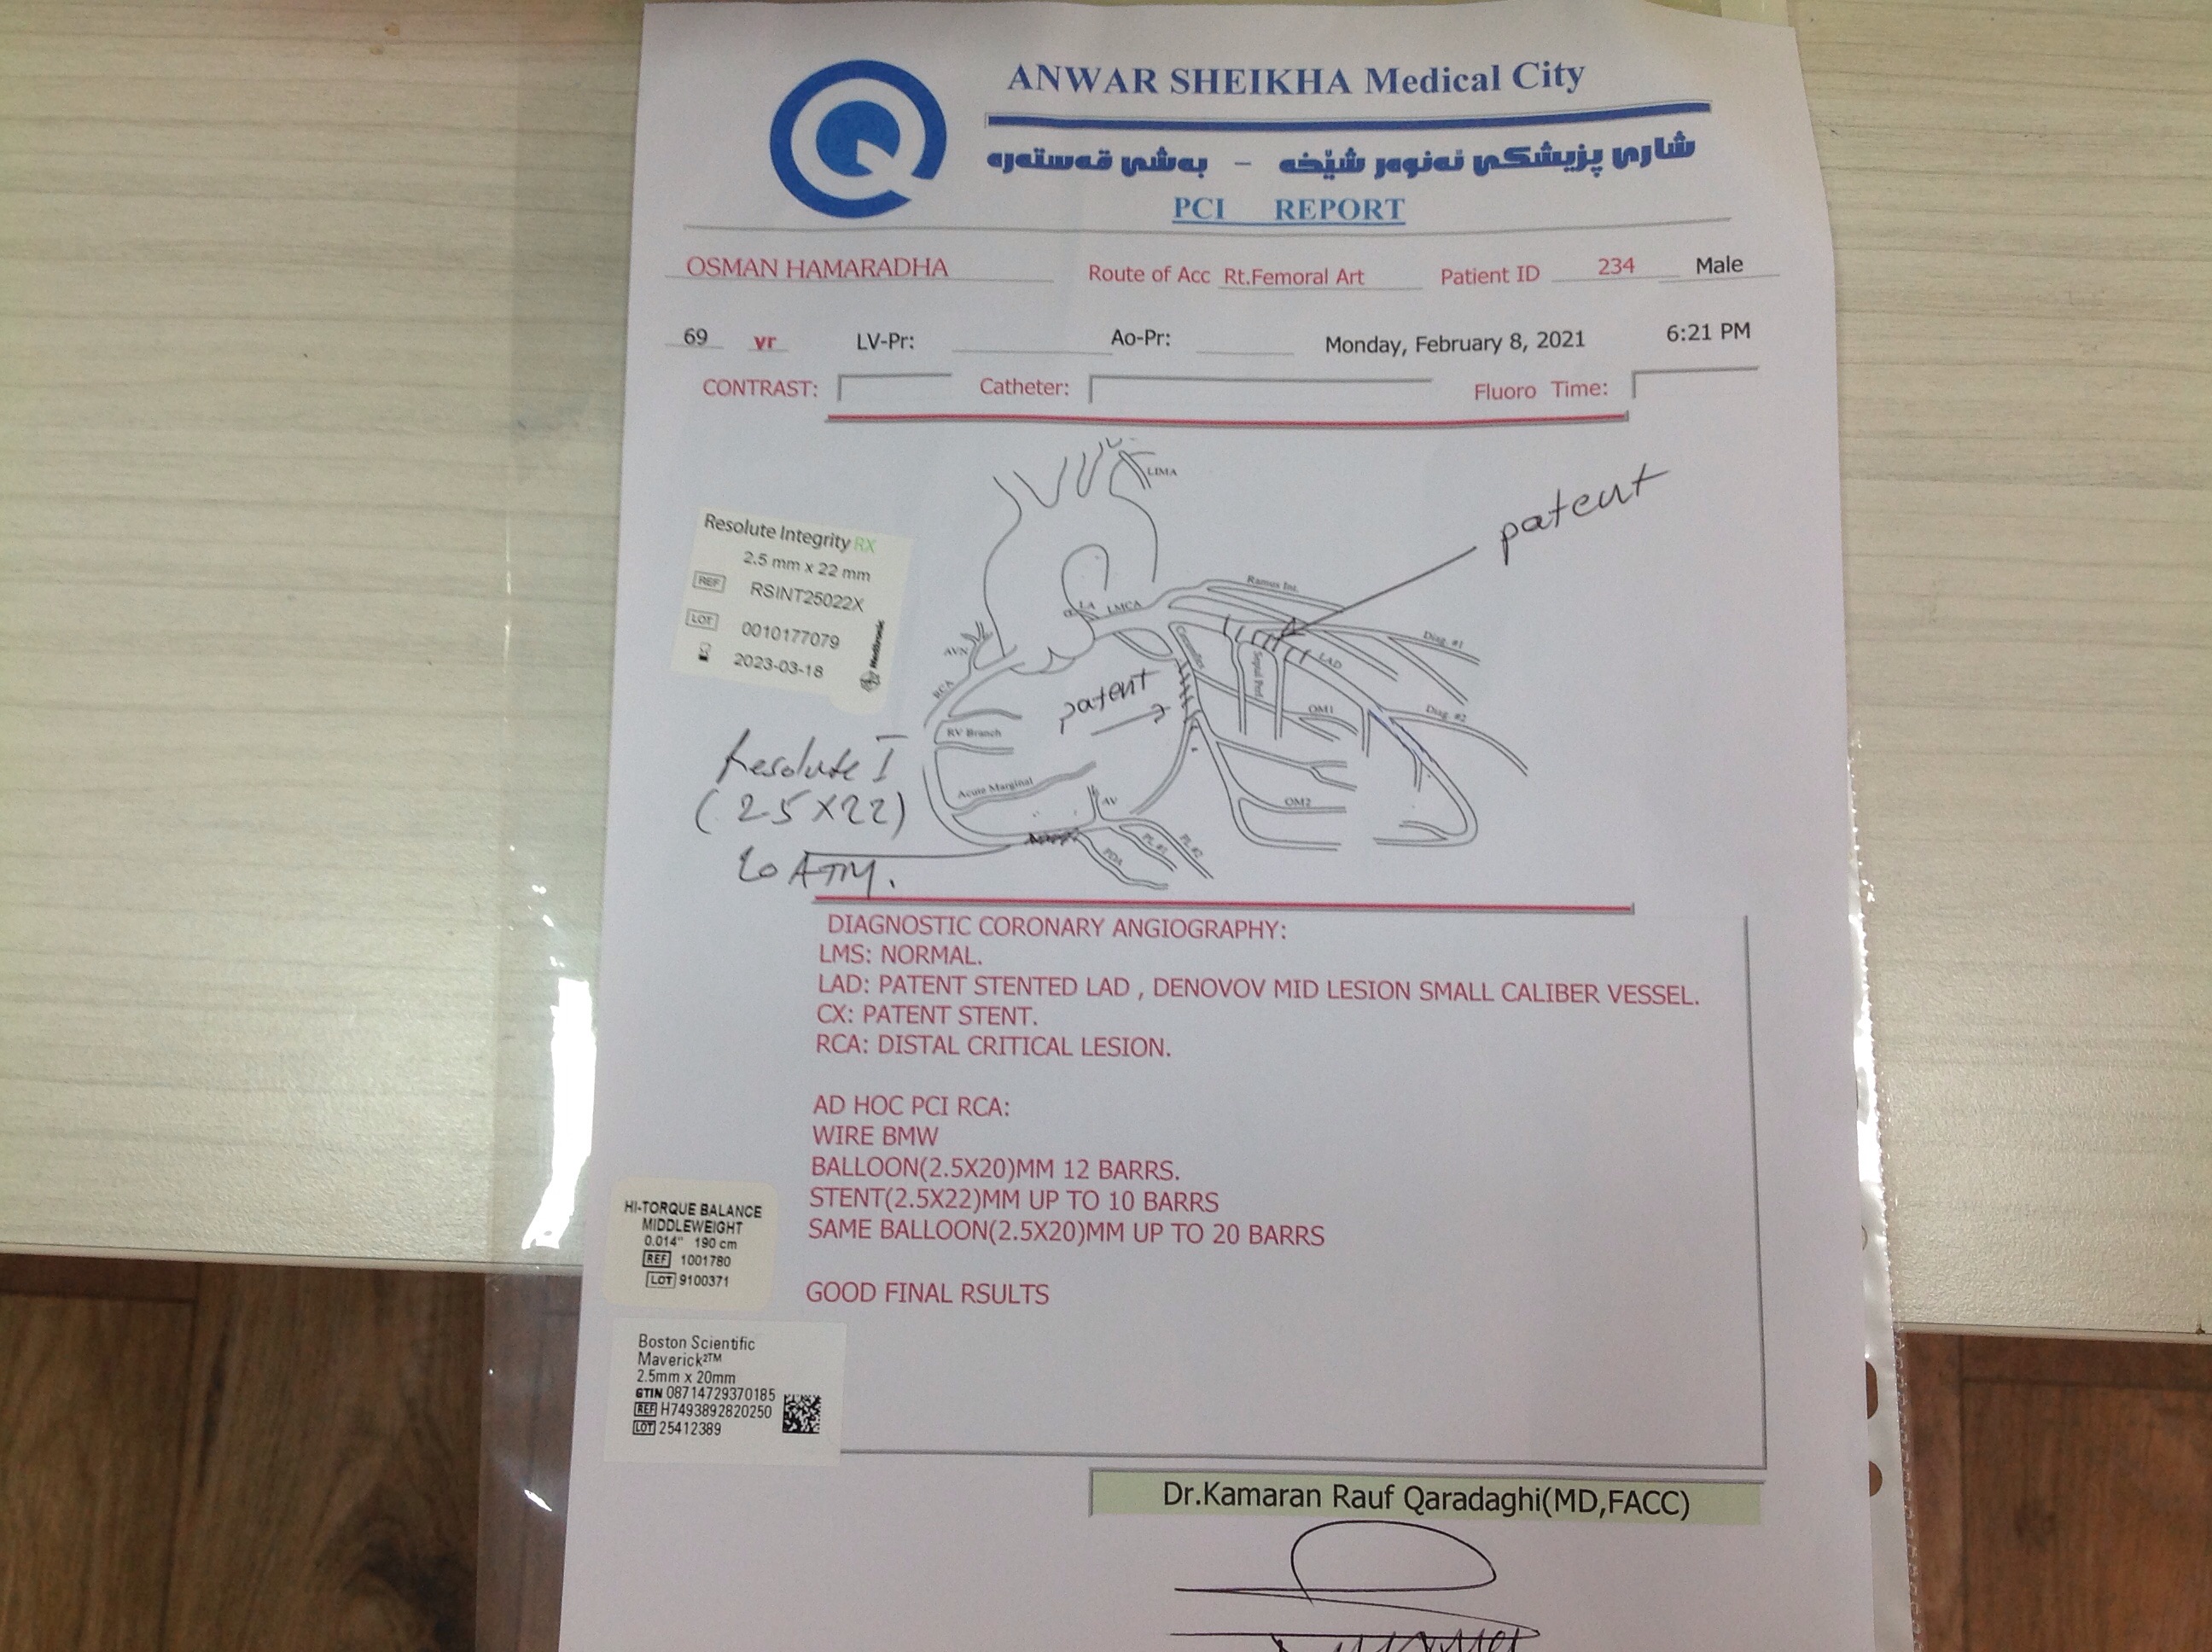 ANWAR SHEIKHA Medical City
شاری پزیشکی ئەنوەر شێخە - بەشی قەستەرە
PCI REPORT
OSMAN HAMARADHA Route of Acc Rt.Femoral Art Patient ID 234 Male
69 yr LV-Pr: Ao-Pr: Monday, February 8, 2021 6:21 PM
CONTRAST: Catheter: Fluoro Time:
LIMA
patent
Resolute Integrity RX
2.5 mm x 22 mm
REF RSINT25022X
LOT 0010177079
2023-03-18
Medtronic
Ramus Int.
LMCA
AVN
RCA
Circumflex
Septal Perf.
LAD
Diag. #1
patent
OM1
Diag. #2
RV Branch
Resolute I
(2.5X22)
Acute Marginal
AV
OM2
PDA
PL #1
PL #2
ATM.
DIAGNOSTIC CORONARY ANGIOGRAPHY:
LMS: NORMAL.
LAD: PATENT STENTED LAD , DENOVOV MID LESION SMALL CALIBER VESSEL.
CX: PATENT STENT.
RCA: DISTAL CRITICAL LESION.
AD HOC PCI RCA:
WIRE BMW
BALLOON(2.5X20)MM 12 BARRS.
STENT(2.5X22)MM UP TO 10 BARRS
SAME BALLOON(2.5X20)MM UP TO 20 BARRS
GOOD FINAL RSULTS
HI-TORQUE BALANCE
MIDDLEWEIGHT
0.014" 190 cm
REF 1001780
LOT 9100371
Boston Scientific
Maverick²™
2.5mm x 20mm
GTIN 08714729370185
REF H7493892820250
LOT 25412389
Dr.Kamaran Rauf Qaradaghi(MD,FACC)